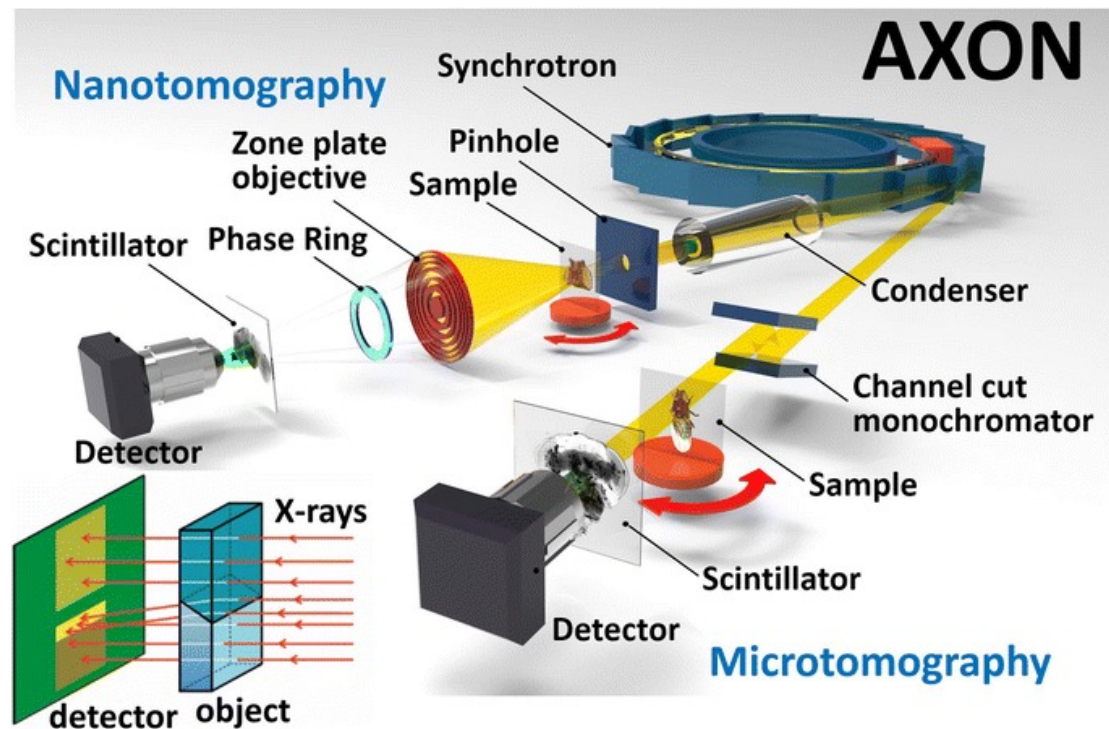 AXON
Synchrotron
Nanotomography
Pinhole
Zone plate
objective
Sample
Scintillator
Phase Ring
Condenser
Channel cut
monochromator
Detector
Sample
X-rays
Scintillator
Detector
Microtomography
detector
object